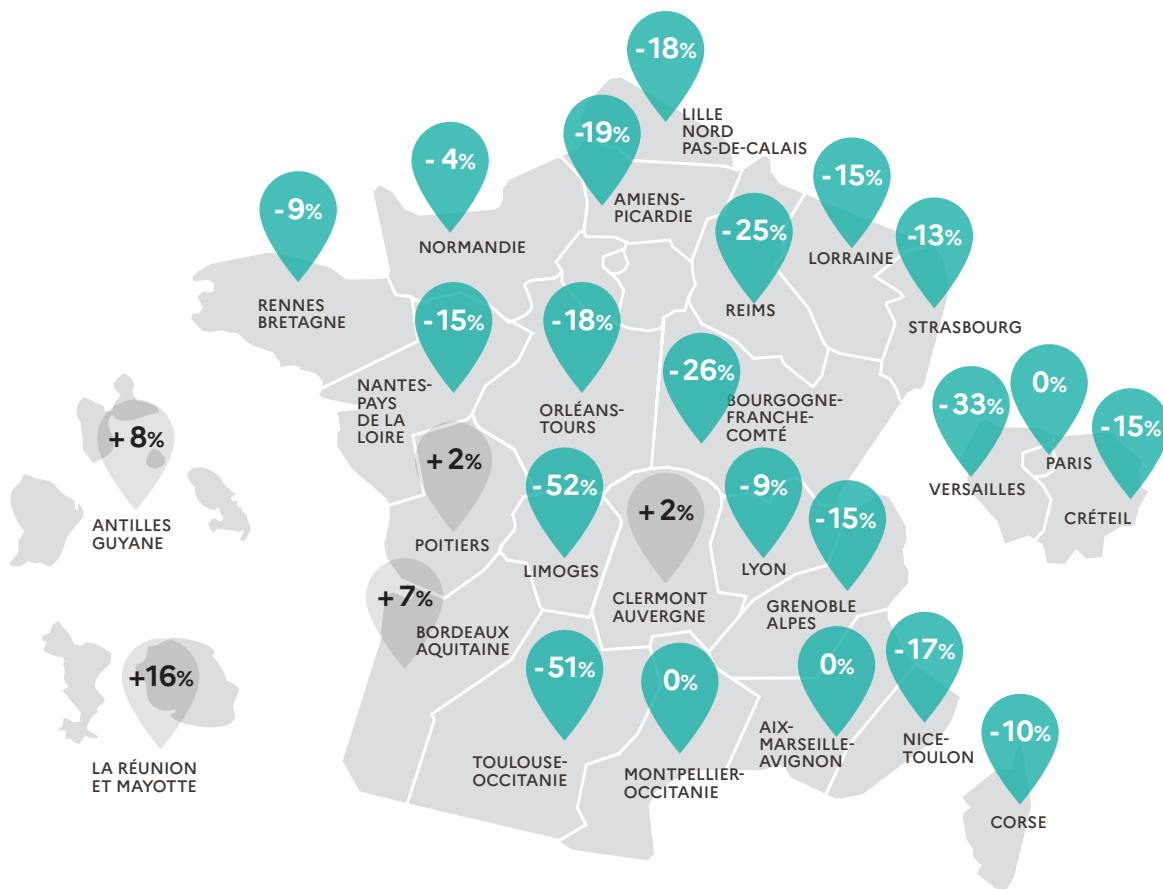 - 18%
LILLE
NORD
PAS-DE-CALAIS
-19%
AMIENS-
PICARDIE
- 4%
NORMANDIE
-15%
LORRAINE
- 9%
RENNES
BRETAGNE
- 25%
REIMS
-13%
STRASBOURG
-15%
NANTES-
PAYS
DE LA
LOIRE
-18%
ORLÉANS-
TOURS
- 26%
BOURGOGNE-
FRANCHE-
COMTÉ
- 33%
VERSAILLES
0%
PARIS
-15%
CRÉTEIL
+ 8%
ANTILLES
GUYANE
+ 2%
POITIERS
- 52%
LIMOGES
+ 2%
CLERMONT
AUVERGNE
- 9%
LYON
- 15%
GRENOBLE
ALPES
+ 7%
BORDEAUX
AQUITAINE
+16%
LA RÉUNION
ET MAYOTTE
- 51%
TOULOUSE-
OCCITANIE
0%
MONTPELLIER-
OCCITANIE
0%
AIX-
MARSEILLE-
AVIGNON
- 17%
NICE-
TOULON
- 10%
CORSE